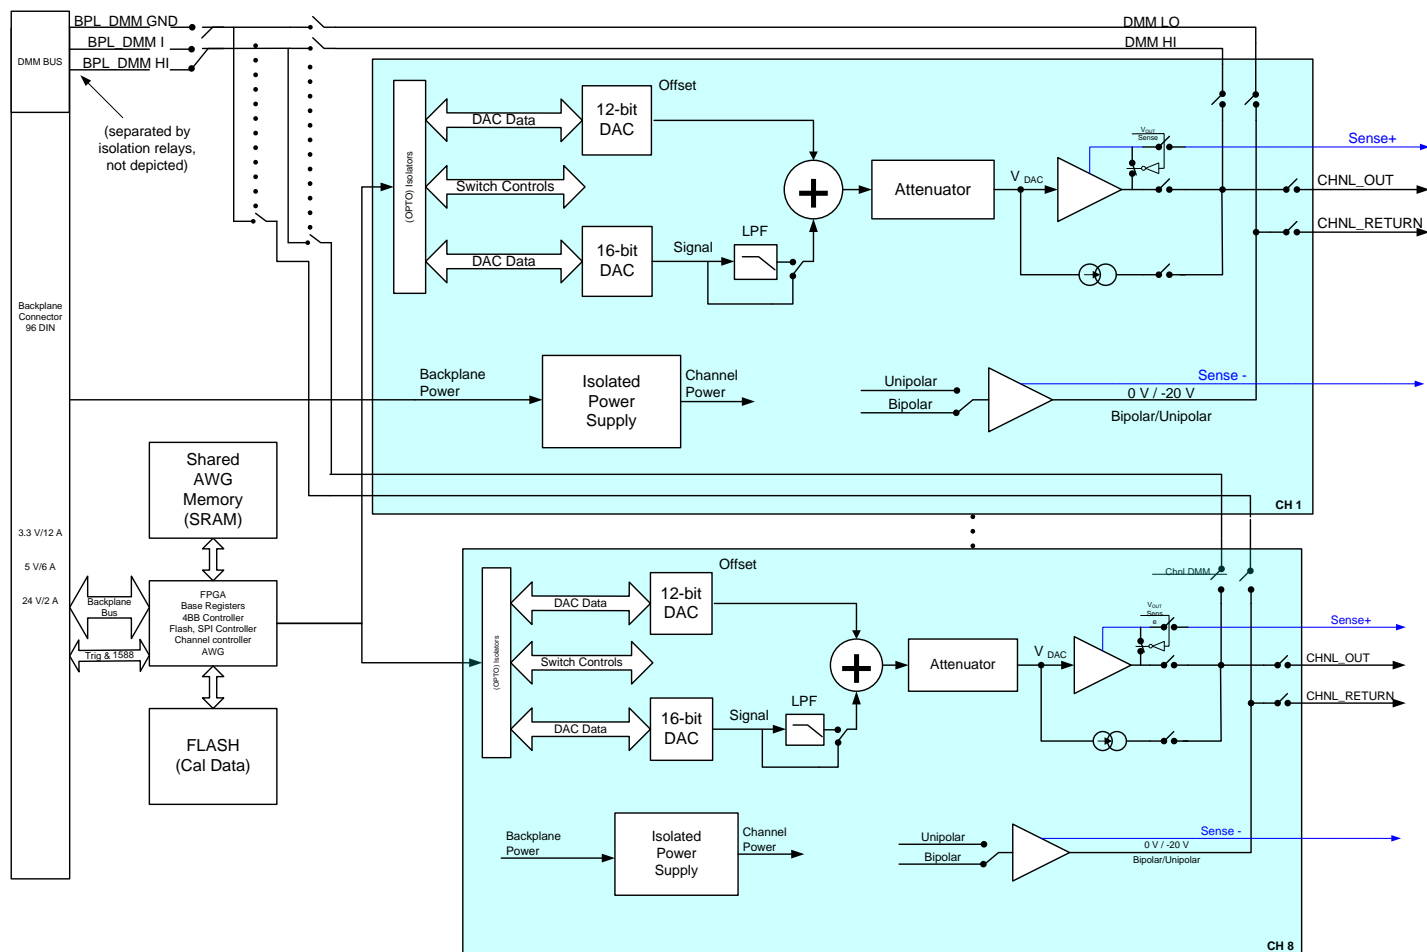 BPL_DMM GND
BPL_DMM I
BPL_DMM HI
DMM BUS
(separated by
isolation relays,
not depicted)
DMM LO
DMM HI
Backplane
Connector
96 DIN
3.3 V/12 A
5 V/6 A
24 V/2 A
(OPTO) Isolators
DAC Data
Switch Controls
DAC Data
Offset
12-bit
DAC
16-bit
DAC
Signal
LPF
+
Attenuator
V DAC
VOUT
Sense
Sense+
CHNL_OUT
CHNL_RETURN
Backplane
Power
Isolated
Power
Supply
Channel
Power
Unipolar
Bipolar
Sense -
0 V / -20 V
Bipolar/Unipolar
CH 1
Shared
AWG
Memory
(SRAM)
FPGA
Base Registers
4BB Controller
Flash, SPI Controller
Channel controller
AWG
Backplane
Bus
Trig & 1588
FLASH
(Cal Data)
(OPTO) Isolators
DAC Data
Switch Controls
DAC Data
Offset
12-bit
DAC
16-bit
DAC
Signal
LPF
+
Attenuator
V DAC
Chnl DMM
VOUT
Sens
e
Sense+
CHNL_OUT
CHNL_RETURN
Backplane
Power
Isolated
Power
Supply
Channel
Power
Unipolar
Bipolar
Sense -
0 V / -20 V
Bipolar/Unipolar
CH 8